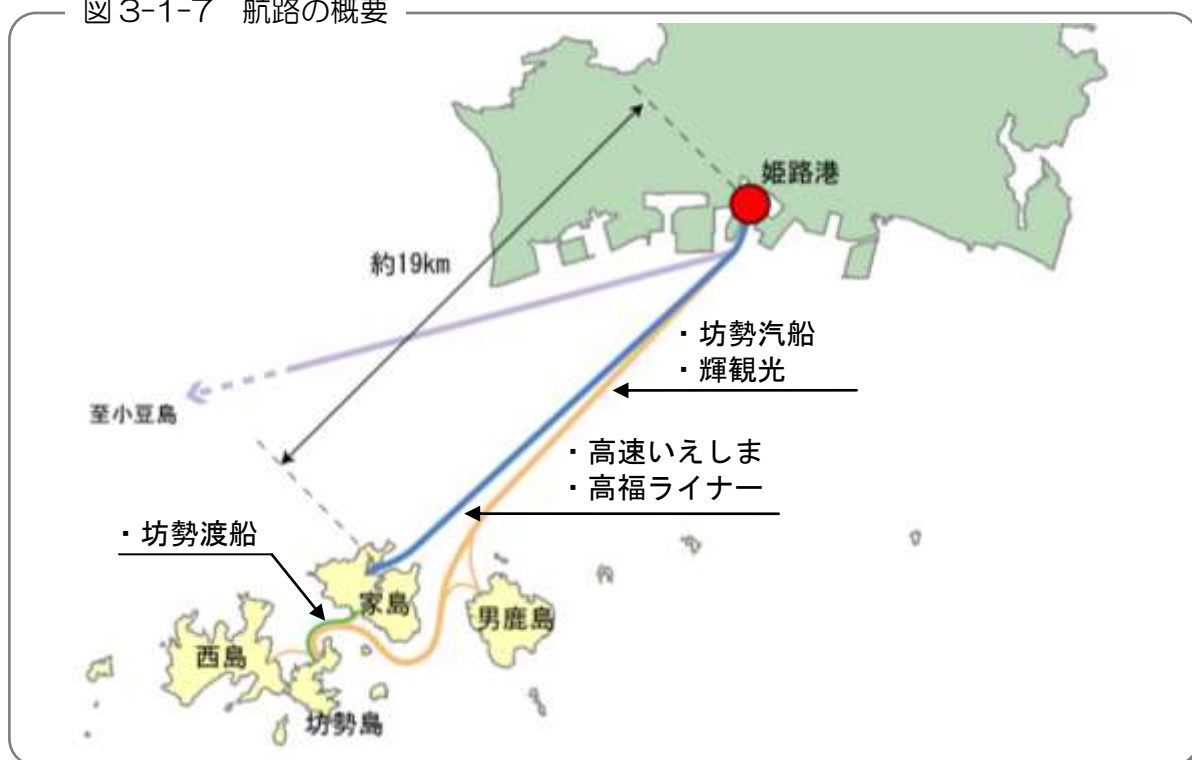 図3-1-7 航路の概要
姫路港
約19km
・坊勢汽船
・輝観光
至小豆島
・高速いえしま
・高福ライナー
・坊勢渡船
家島
男鹿島
西島
坊勢島